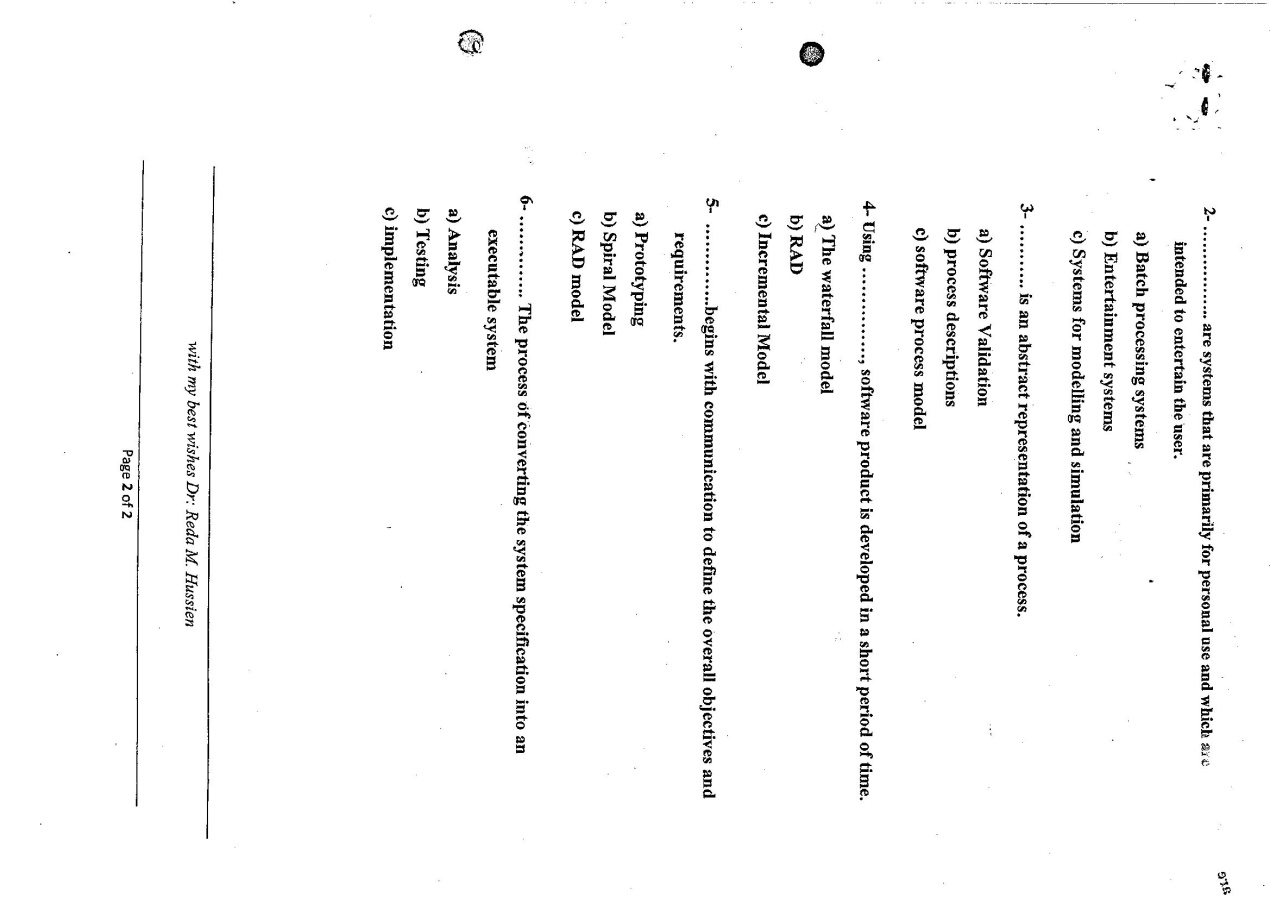 2- .................. are systems that are primarily for personal use and which are
intended to entertain the user.
a) Batch processing systems
b) Entertainment systems
c) Systems for modelling and simulation
3- ............ is an abstract representation of a process.
a) Software Validation
b) process descriptions
c) software process model
4- Using ................, software product is developed in a short period of time.
a) The waterfall model
b) RAD
c) Incremental Model
5- ..............begins with communication to define the overall objectives and
requirements.
a) Prototyping
b) Spiral Model
c) RAD model
6- ............... The process of converting the system specification into an
executable system
a) Analysis
b) Testing
c) implementation
with my best wishes Dr: Reda M. Hussien
Page 2 of 2